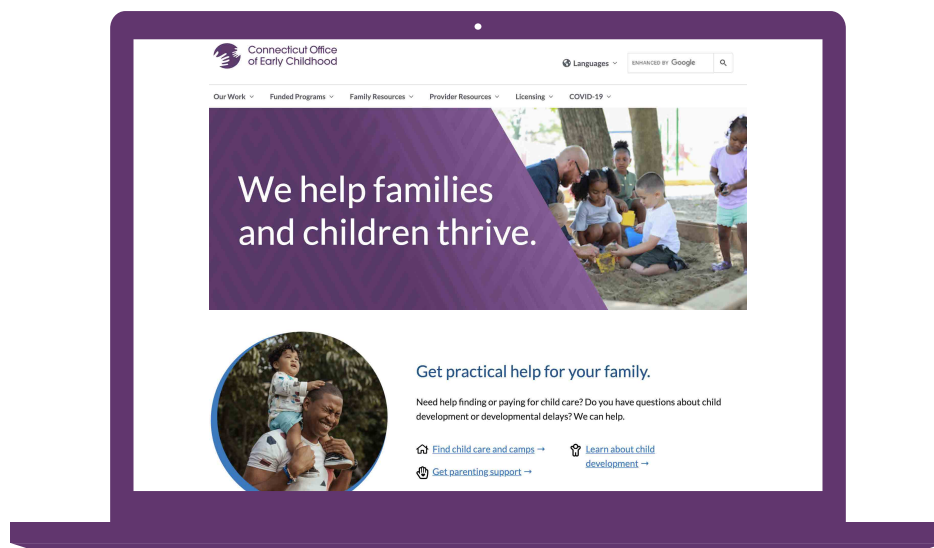 Connecticut Office
of Early Childhood
Languages
ENHANCED BY Google
Our Work
Funded Programs
Family Resources
Provider Resources
Licensing
COVID-19
We help families
and children thrive.
Get practical help for your family.
Need help finding or paying for child care? Do you have questions about child
development or developmental delays? We can help.
Find child care and camps →
Learn about child
development →
Get parenting support →